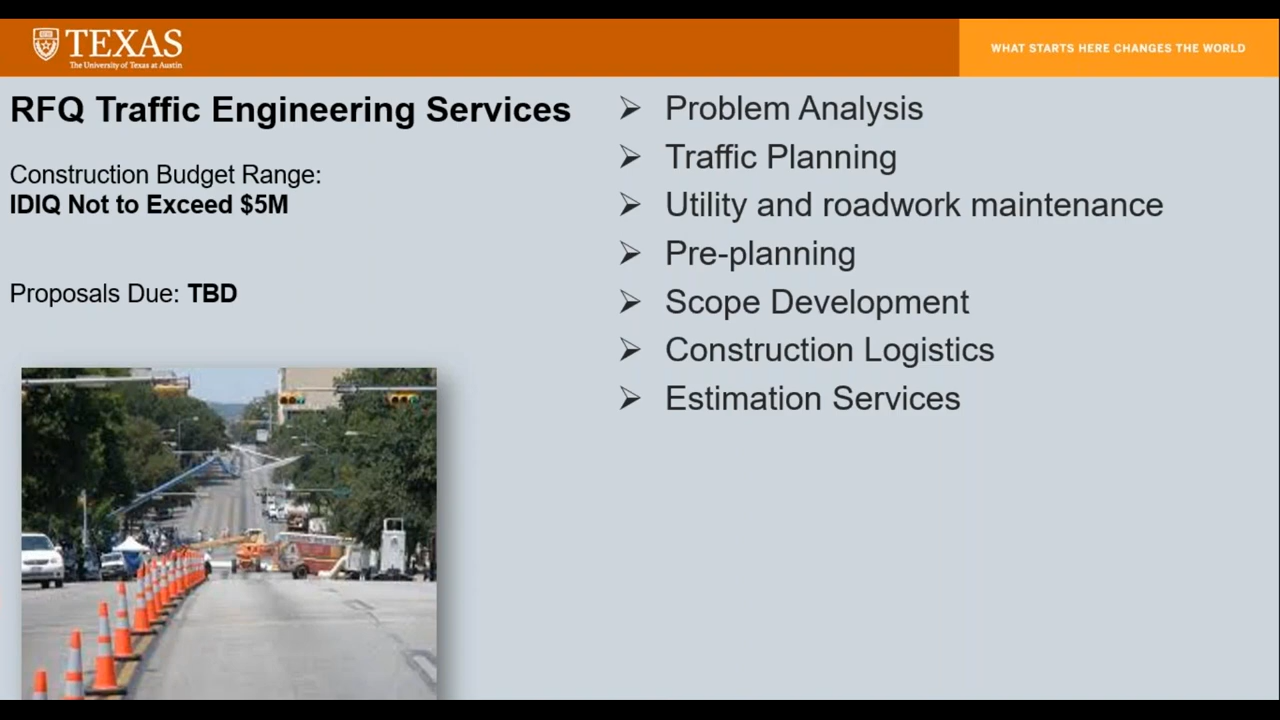 TEXAS
The University of Texas at Austin
WHAT STARTS HERE CHANGES THE WORLD
RFQ Traffic Engineering Services
Construction Budget Range:
IDIQ Not to Exceed $5M
Proposals Due: TBD
Problem Analysis
Traffic Planning
Utility and roadwork maintenance
Pre-planning
Scope Development
Construction Logistics
Estimation Services